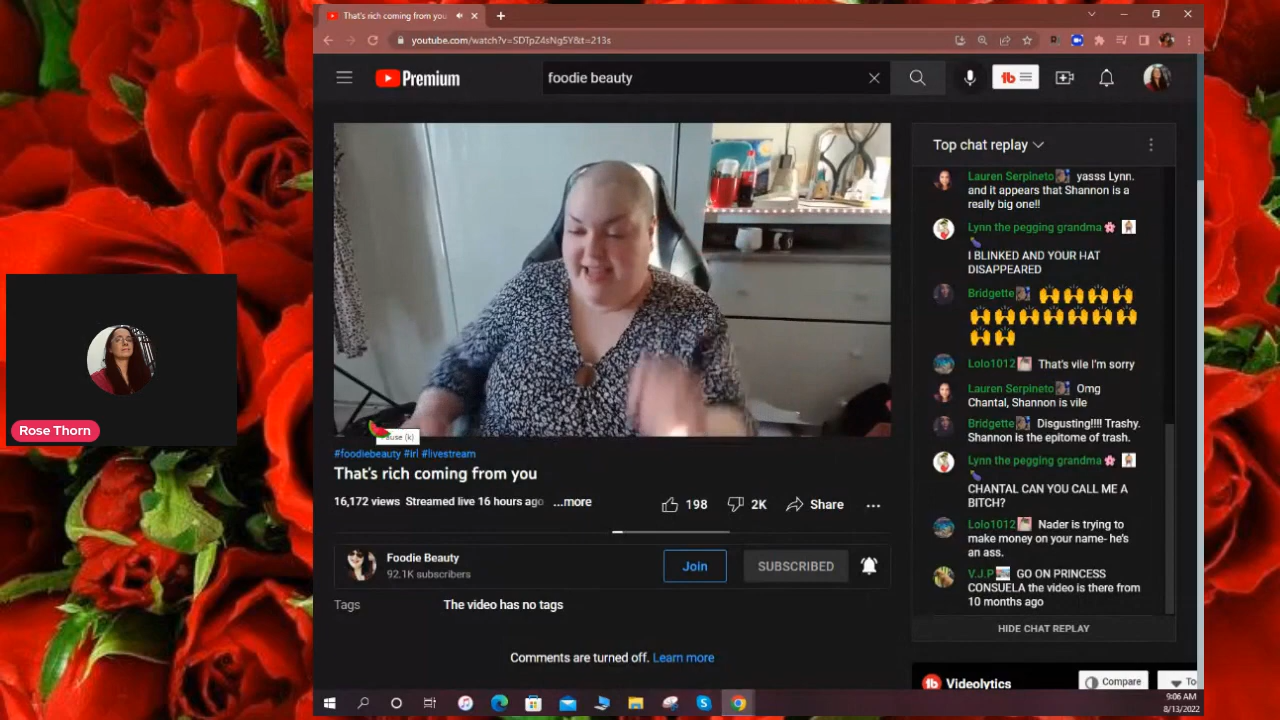 That's rich coming from you
youtube.com/watch?v=SDTpZ4sNg5Y&t=213s
Premium
foodie beauty
Top chat replay
Lauren Serpineto yasss Lynn.
and it appears that Shannon is a
really big one!!
Lynn the pegging grandma
I BLINKED AND YOUR HAT
DISAPPEARED
Bridgette
Lolo1012 That's vile I'm sorry
Lauren Serpineto Omg
Chantal, Shannon is vile
Bridgette Disgusting!!!! Trashy.
Shannon is the epitome of trash.
Lynn the pegging grandma
CHANTAL CAN YOU CALL ME A
BITCH?
Lolo1012 Nader is trying to
make money on your name- he's
an ass.
V.J.P GO ON PRINCESS
CONSUELA the video is there from
10 months ago
HIDE CHAT REPLAY
Rose Thorn
(k)
#foodiebeauty #irl #livestream
That's rich coming from you
16,172 views Streamed live 16 hours ago ...more
198
2K
Share
Foodie Beauty
92.1K subscribers
Join
SUBSCRIBED
Tags
The video has no tags
Comments are turned off. Learn more
tb Videolytics
Compare
To
9:06 AM
8/13/2022